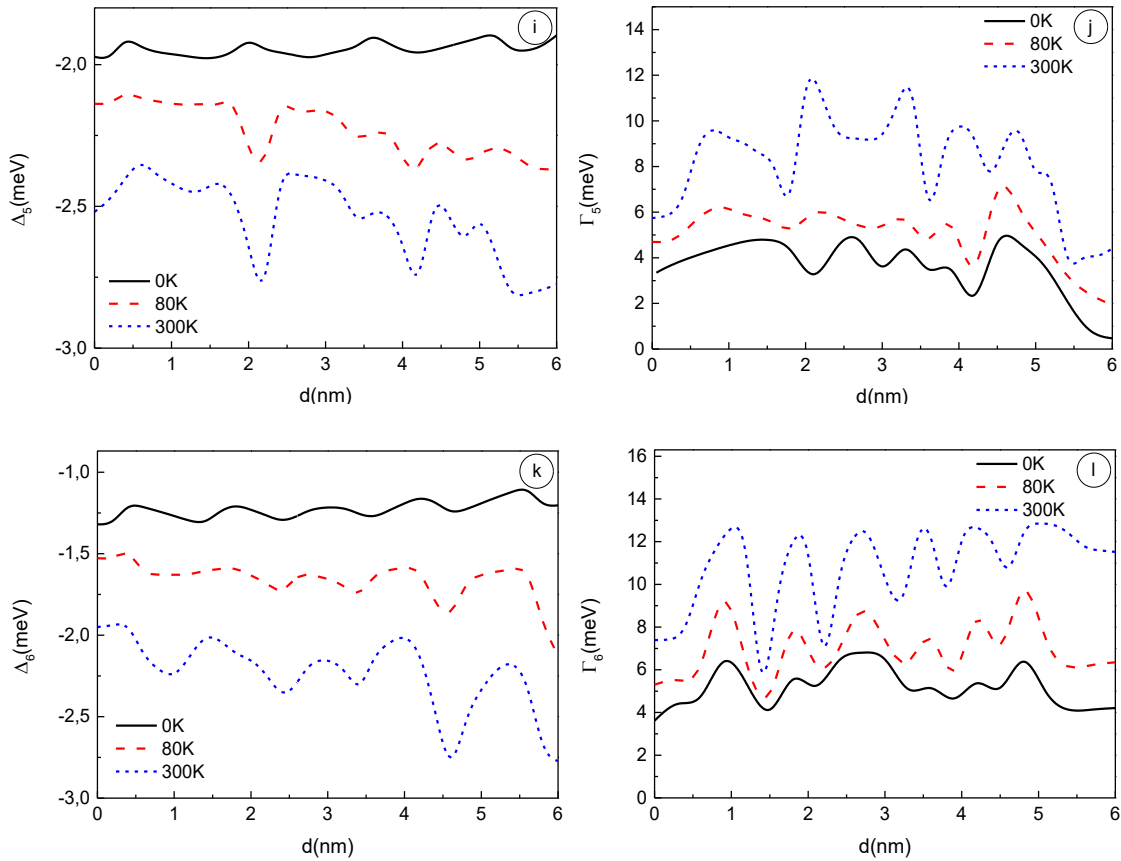 i
-2,0
-2,5
-3,0
Δ5(meV)
0K
80K
300K
0 1 2 3 4 5 6
d(nm)
j
0K
80K
300K
14
12
10
8
6
4
2
0
Γ5(meV)
0 1 2 3 4 5 6
d(nm)
k
-1,0
-1,5
-2,0
-2,5
-3,0
Δ6(meV)
0K
80K
300K
0 1 2 3 4 5 6
d(nm)
l
0K
80K
300K
16
14
12
10
8
6
4
2
0
Γ6(meV)
0 1 2 3 4 5 6
d(nm)